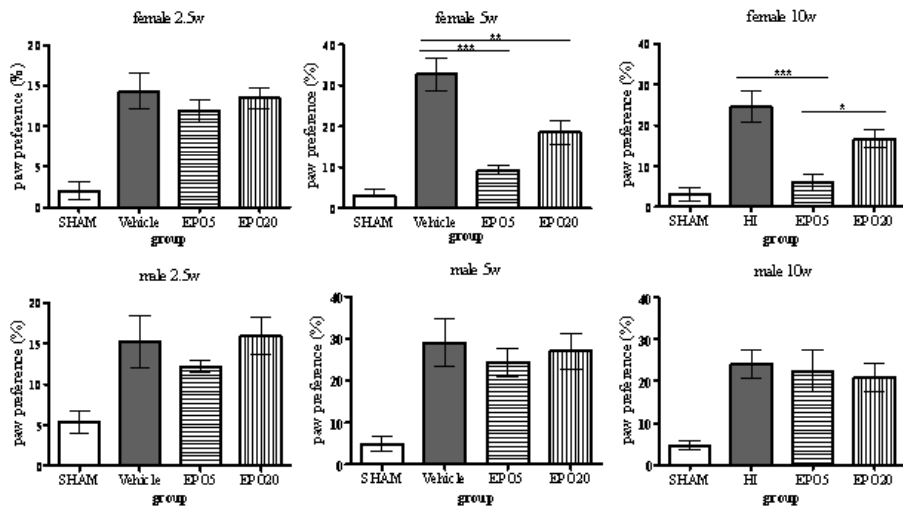 female 2.5w
paw preference (%)
20
15
10
5
0
SHAM Vehicle EPO5 EPO20
group
female 5w
**
***
paw preference (%)
40
30
20
10
0
SHAM Vehicle EPO5 EPO20
group
female 10w
***
*
paw preference (%)
40
30
20
10
0
SHAM HI EPO5 EPO20
group
male 2.5w
paw preference (%)
20
15
10
5
0
SHAM Vehicle EPO5 EPO20
group
male 5w
paw preference (%)
40
30
20
10
0
SHAM Vehicle EPO5 EPO20
group
male 10w
paw preference (%)
40
30
20
10
0
SHAM HI EPO5 EPO20
group